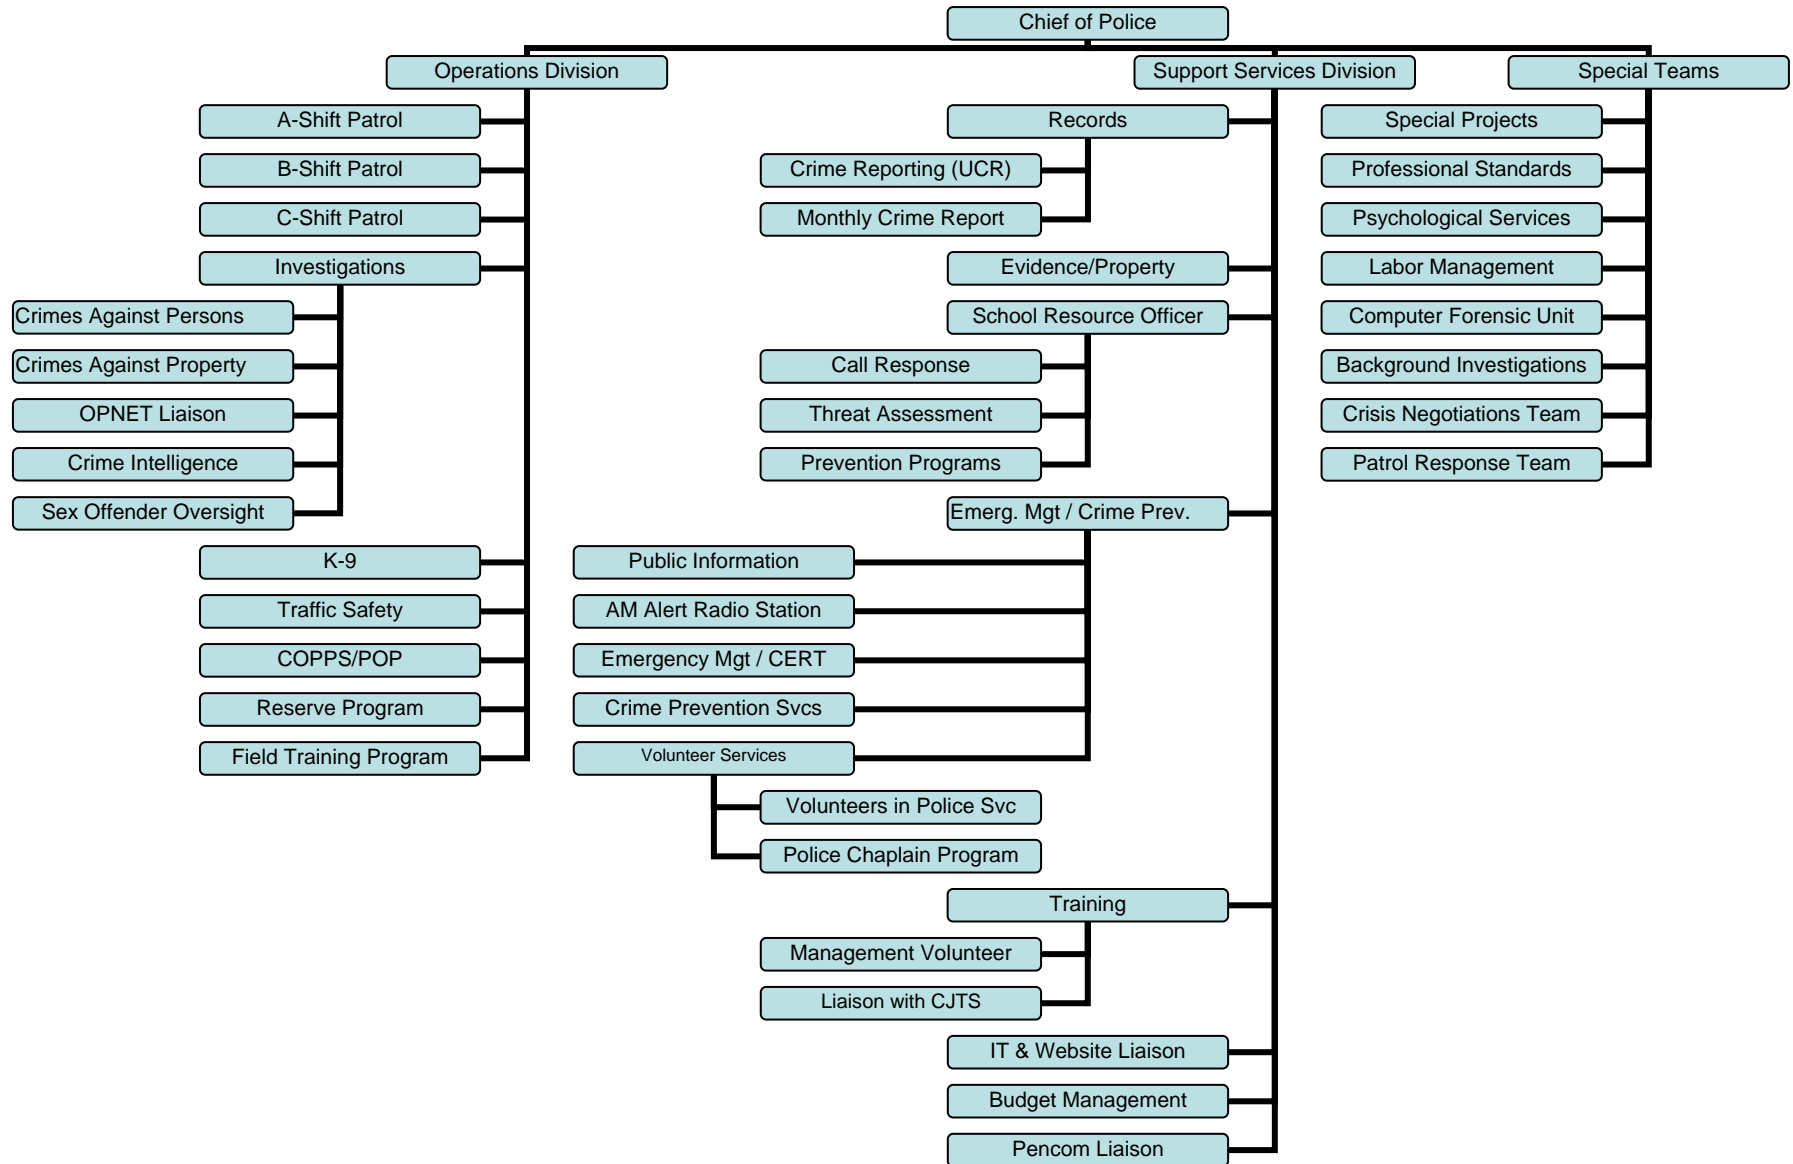 Chief of Police
Operations Division
Support Services Division
Special Teams
A-Shift Patrol
B-Shift Patrol
C-Shift Patrol
Investigations
Crimes Against Persons
Crimes Against Property
OPNET Liaison
Crime Intelligence
Sex Offender Oversight
K-9
Traffic Safety
COPPS/POP
Reserve Program
Field Training Program
Records
Crime Reporting (UCR)
Monthly Crime Report
Evidence/Property
School Resource Officer
Call Response
Threat Assessment
Prevention Programs
Emerg. Mgt / Crime Prev.
Public Information
AM Alert Radio Station
Emergency Mgt / CERT
Crime Prevention Svcs
Volunteer Services
Volunteers in Police Svc
Police Chaplain Program
Training
Management Volunteer
Liaison with CJTS
IT & Website Liaison
Budget Management
Pencom Liaison
Special Projects
Professional Standards
Psychological Services
Labor Management
Computer Forensic Unit
Background Investigations
Crisis Negotiations Team
Patrol Response Team